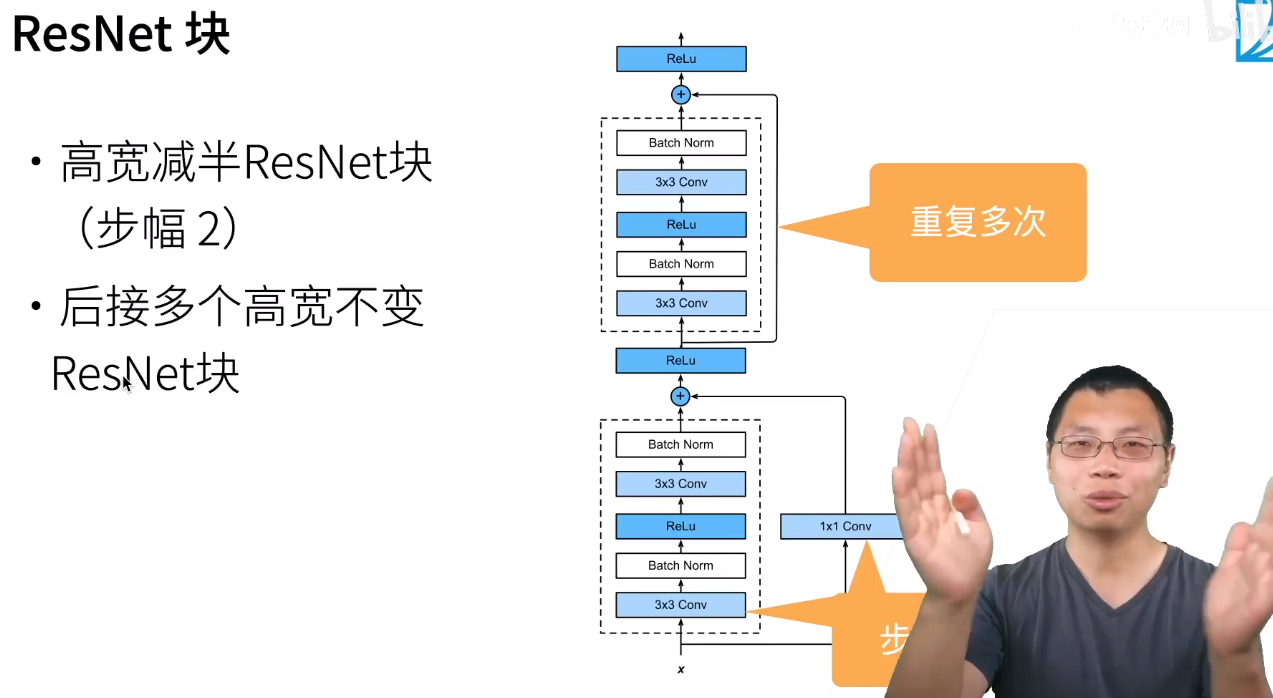 ResNet 块
• 高宽减半ResNet块
（步幅 2）
• 后接多个高宽不变
ResNet块
ReLu
+
Batch Norm
3x3 Conv
ReLu
Batch Norm
3x3 Conv
重复多次
ReLu
+
Batch Norm
3x3 Conv
ReLu
1x1 Conv
Batch Norm
3x3 Conv
步
x